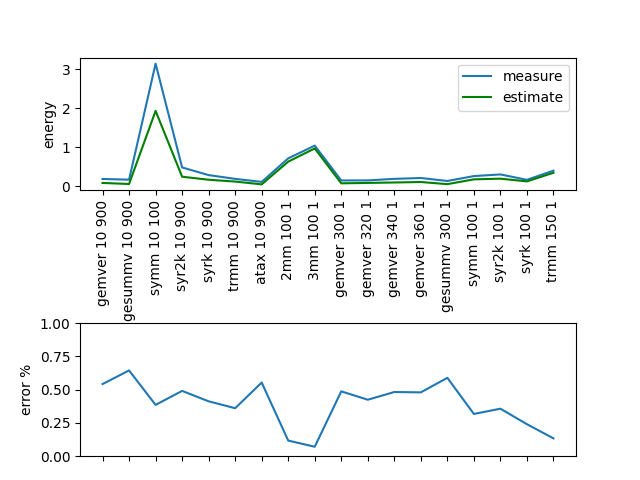 3
2
1
0
energy
measure
estimate
gemver 10 900
gesummv 10 900
symm 10 100
syr2k 10 900
syrk 10 900
trmm 10 900
atax 10 900
2mm 100 1
3mm 100 1
gemver 300 1
gemver 320 1
gemver 340 1
gemver 360 1
gesummv 300 1
symm 100 1
syr2k 100 1
syrk 100 1
trmm 150 1
1.00
0.75
0.50
0.25
0.00
error %